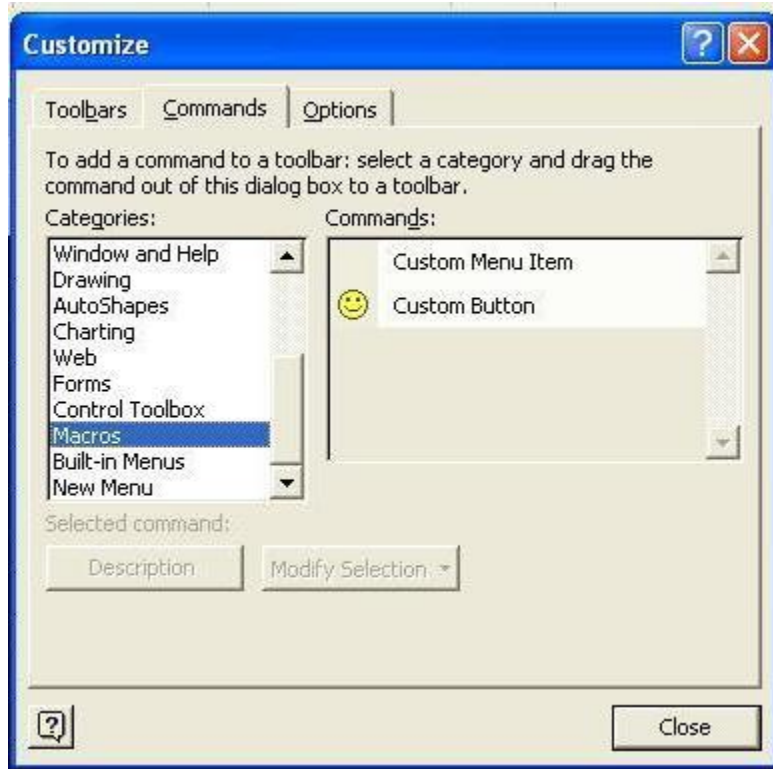 Customize
Toolbars Commands Options
To add a command to a toolbar: select a category and drag the
command out of this dialog box to a toolbar.
Categories: Commands:
Window and Help
Drawing
AutoShapes
Charting
Web
Forms
Control Toolbox
Macros
Built-in Menus
New Menu
Custom Menu Item
Custom Button
Selected command:
Description Modify Selection
Close